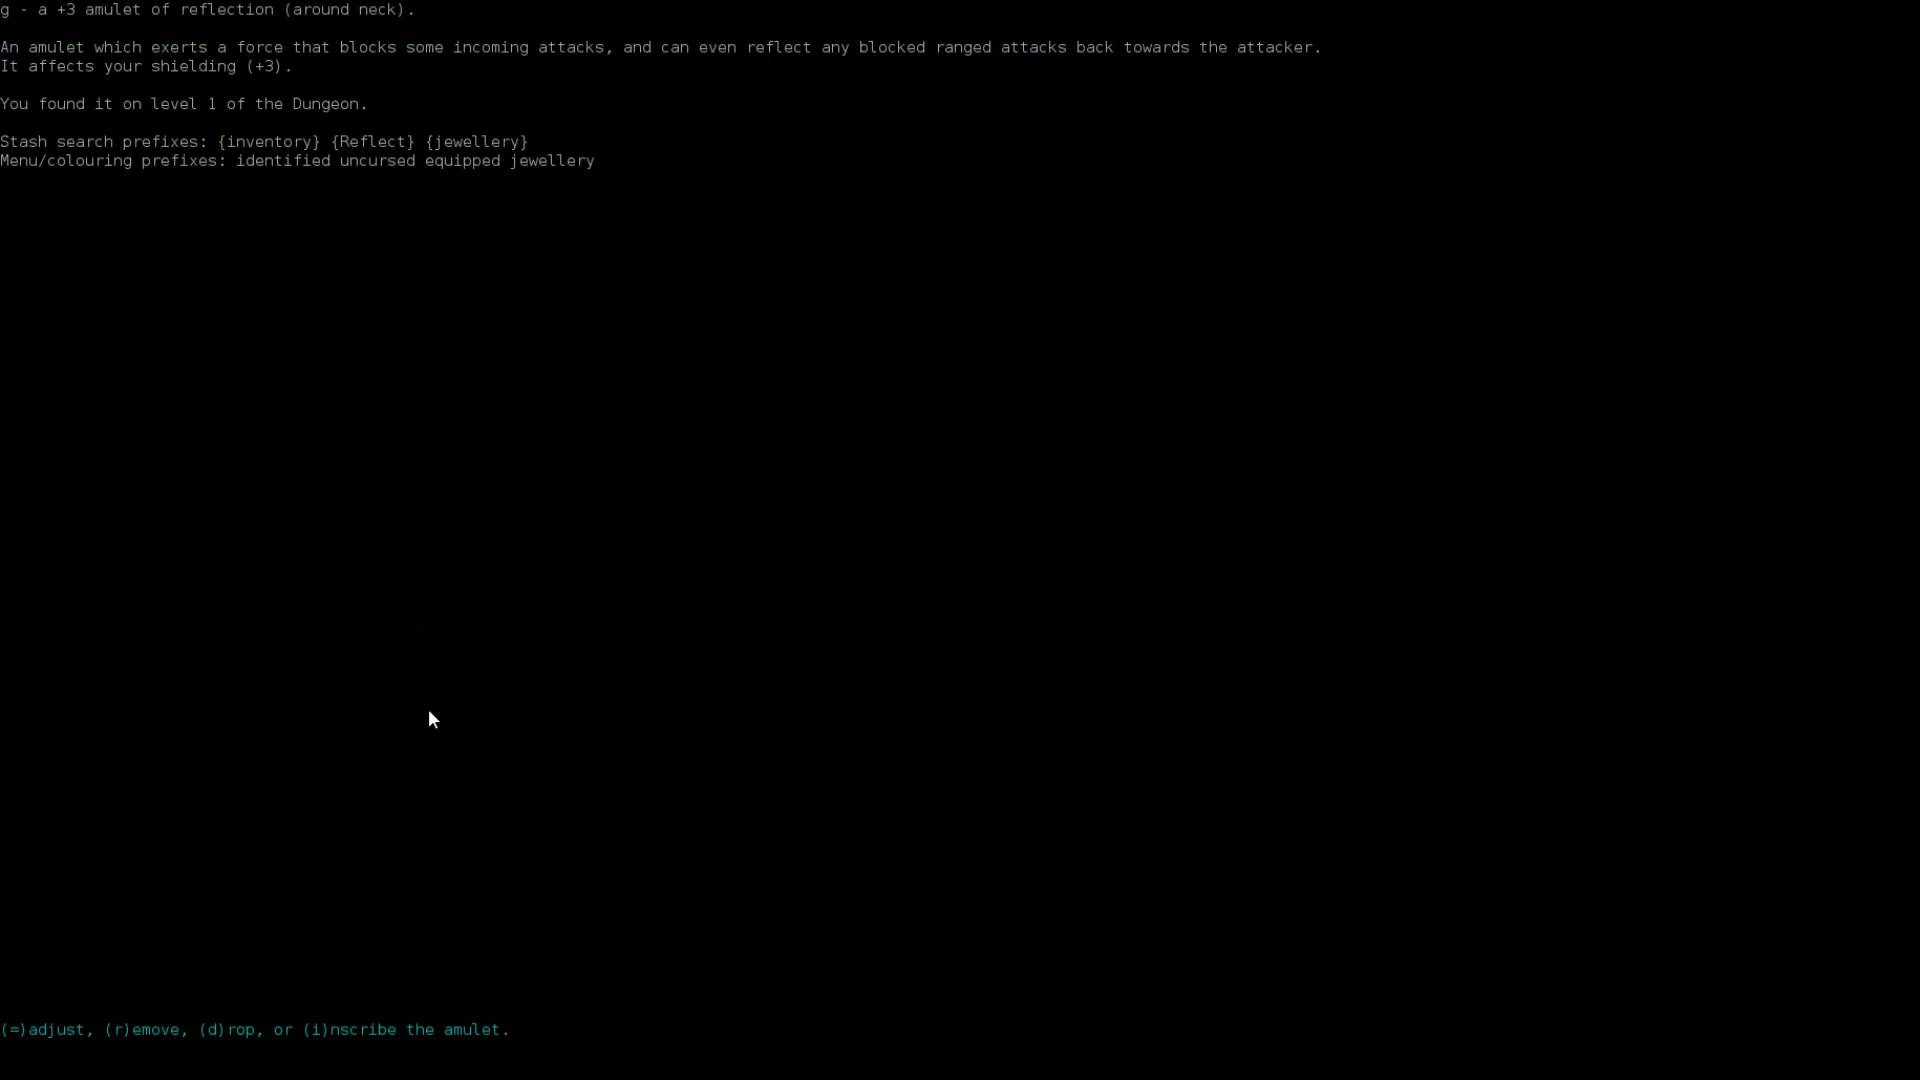 g - a +3 amulet of reflection (around neck).
An amulet which exerts a force that blocks some incoming attacks, and can even reflect any blocked ranged attacks back towards the attacker.
It affects your shielding (+3).
You found it on level 1 of the Dungeon.
Stash search prefixes: {inventory} {Reflect} {jewellery}
Menu/colouring prefixes: identified uncursed equipped jewellery
(=)adjust, (r)emove, (d)rop, or (i)nscribe the amulet.